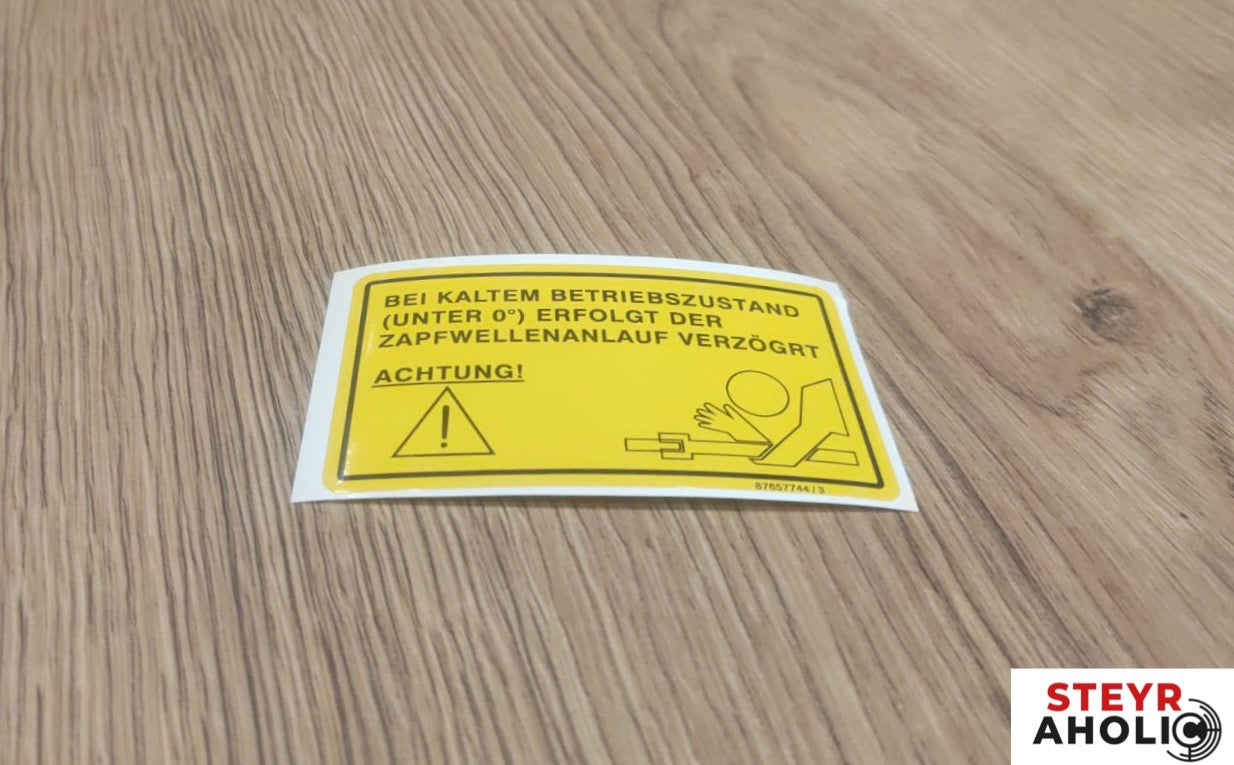 BEI KALTEM BETRIEBSZUSTAND
(UNTER 0°) ERFOLGT DER
ZAPFWELLENANLAUF VERZÖGRT
ACHTUNG!
!
87657744/3
STEYR
AHOLIC